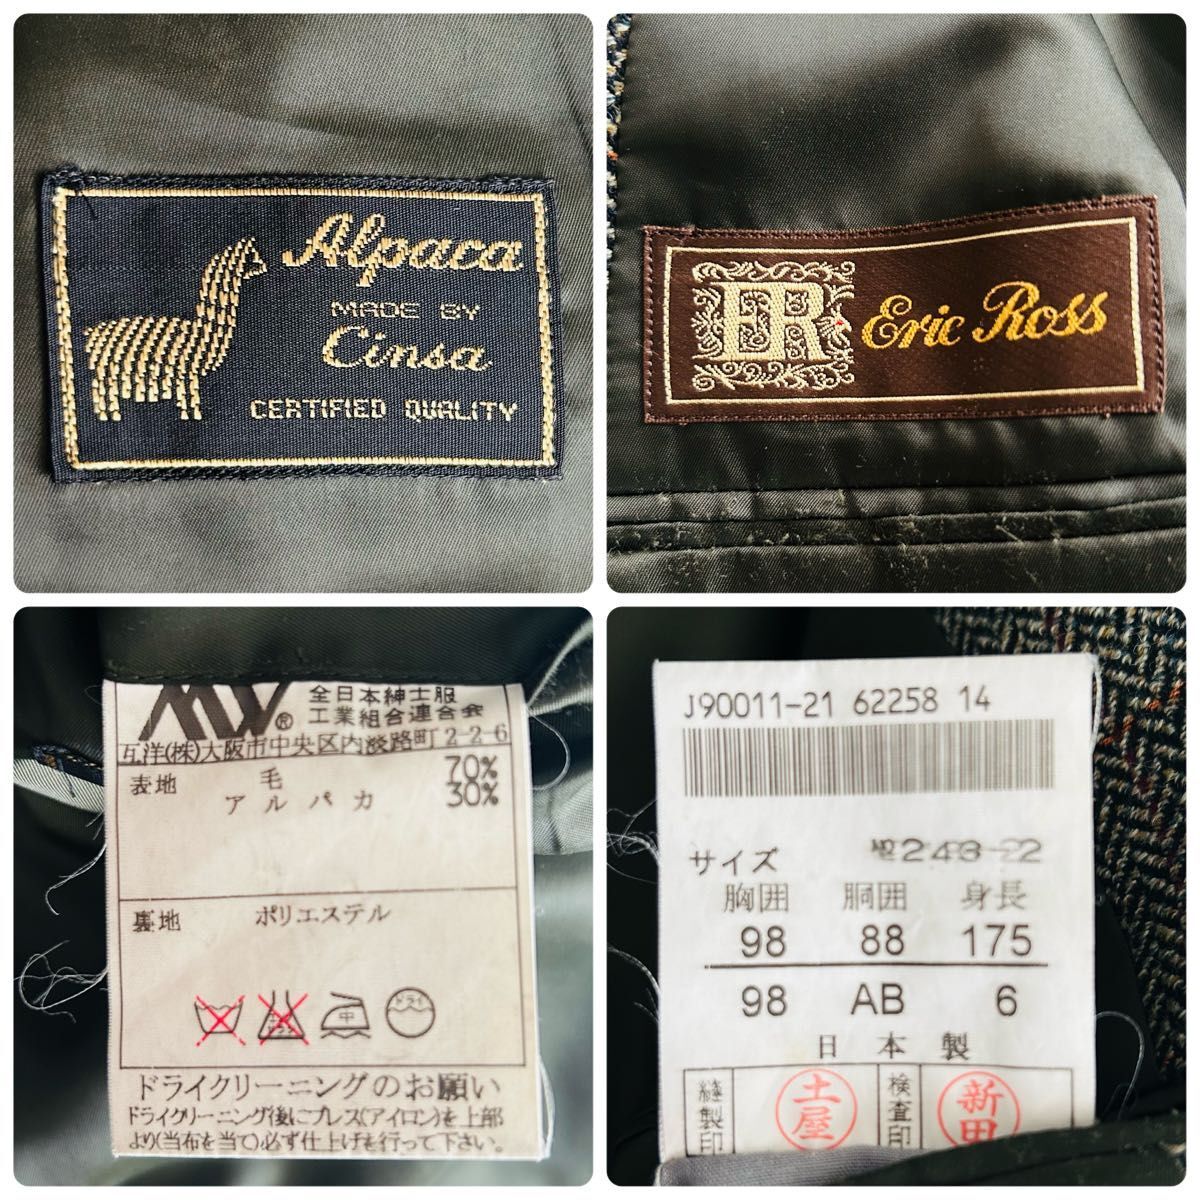 Alpaca
MADE BY
Cinsa
CERTIFIED QUALITY
ER Eric Ross
MW® 全日本紳士服
工業組合連合会
互洋(株)大阪市中央区内淡路町2-2-6
表地 毛 70%
アルパカ 30%
裏地 ポリエステル
中 ドライ
ドライクリーニングのお願い
ドライクリーニング後にプレス(アイロン)を上部
より(当布を当て)必ず仕上げを行って下さい。
J90011-21 62258 14
サイズ
胸囲 胴囲 身長
98 88 175
98 AB 6
日本製
縫製印 土屋 検査印 新田